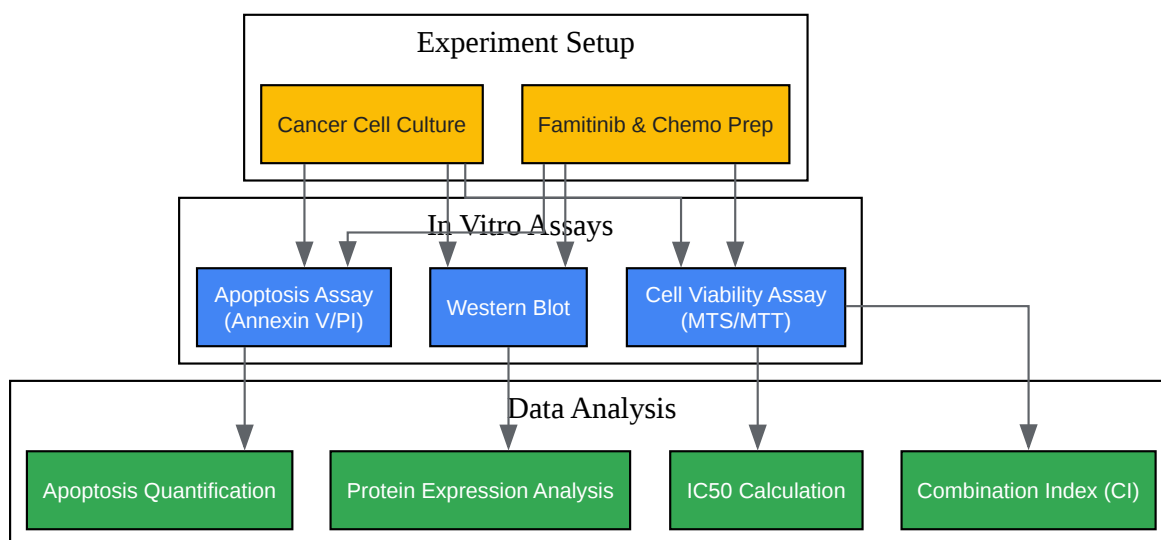 Experiment Setup
Cancer Cell Culture
Famitinib & Chemo Prep
In Vitro Assays
Apoptosis Assay
(Annexin V/PI)
Western Blot
Cell Viability Assay
(MTS/MTT)
Data Analysis
Apoptosis Quantification
Protein Expression Analysis
IC50 Calculation
Combination Index (CI)